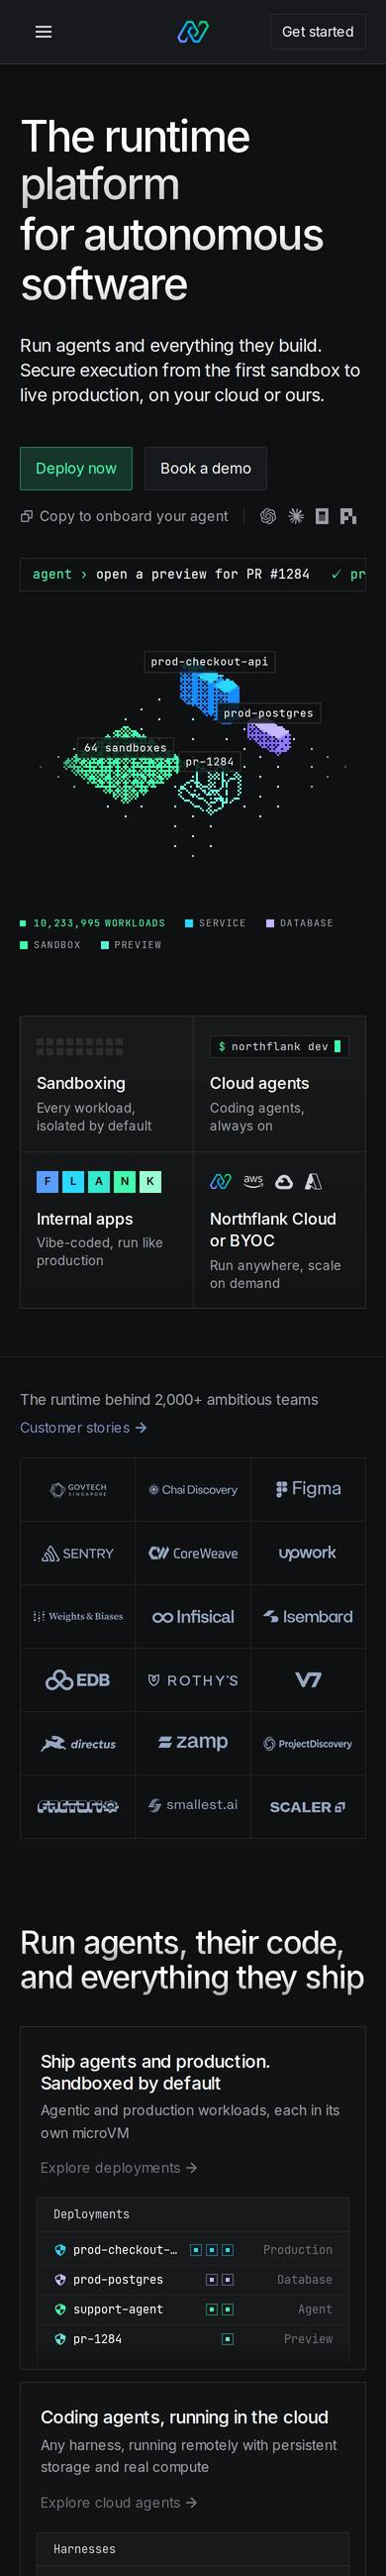 Get started
The runtime
platform
for autonomous
software
Run agents and everything they build.
Secure execution from the first sandbox to
live production, on your cloud or ours.
Deploy now
Book a demo
Copy to onboard your agent
agent › open a preview for PR #1284 ✓ pr
prod-checkout-api
prod-postgres
64 sandboxes
pr-1284
10,233,995 WORKLOADS
SERVICE
DATABASE
SANDBOX
PREVIEW
$ northflank dev
Sandboxing
Cloud agents
Every workload,
isolated by default
Coding agents,
always on
F L A N K
aws
Internal apps
Northflank Cloud
or BYOC
Vibe-coded, run like
production
Run anywhere, scale
on demand
The runtime behind 2,000+ ambitious teams
Customer stories →
GOVTECH
SINGAPORE
Chai Discovery
Figma
SENTRY
CoreWeave
upwork
Weights & Biases
Infisical
Isembard
EDB
ROTHY'S
V7
directus
zamp
ProjectDiscovery
FACTORIO
smallest.ai
SCALER
Run agents, their code,
and everything they ship
Ship agents and production.
Sandboxed by default
Agentic and production workloads, each in its
own microVM
Explore deployments →
Deployments
prod-checkout-… Production
prod-postgres Database
support-agent Agent
pr-1284 Preview
Coding agents, running in the cloud
Any harness, running remotely with persistent
storage and real compute
Explore cloud agents →
Harnesses